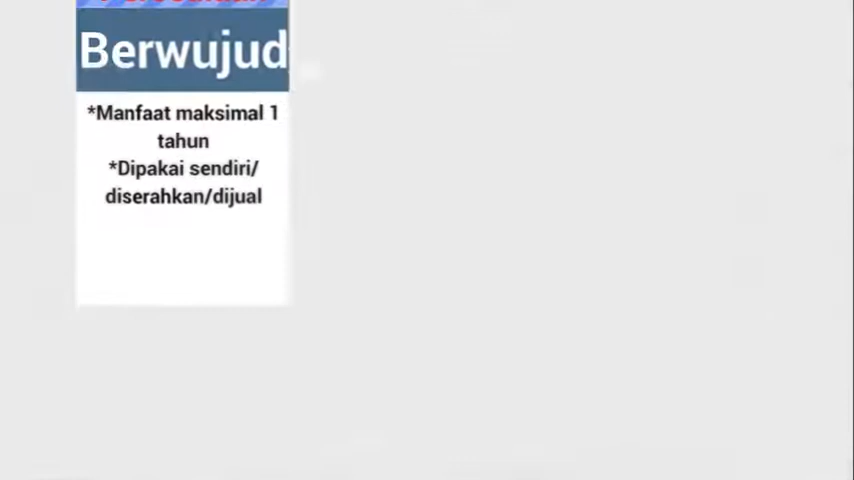 Berwujud
*Manfaat maksimal 1
tahun
*Dipakai sendiri/
diserahkan/dijual